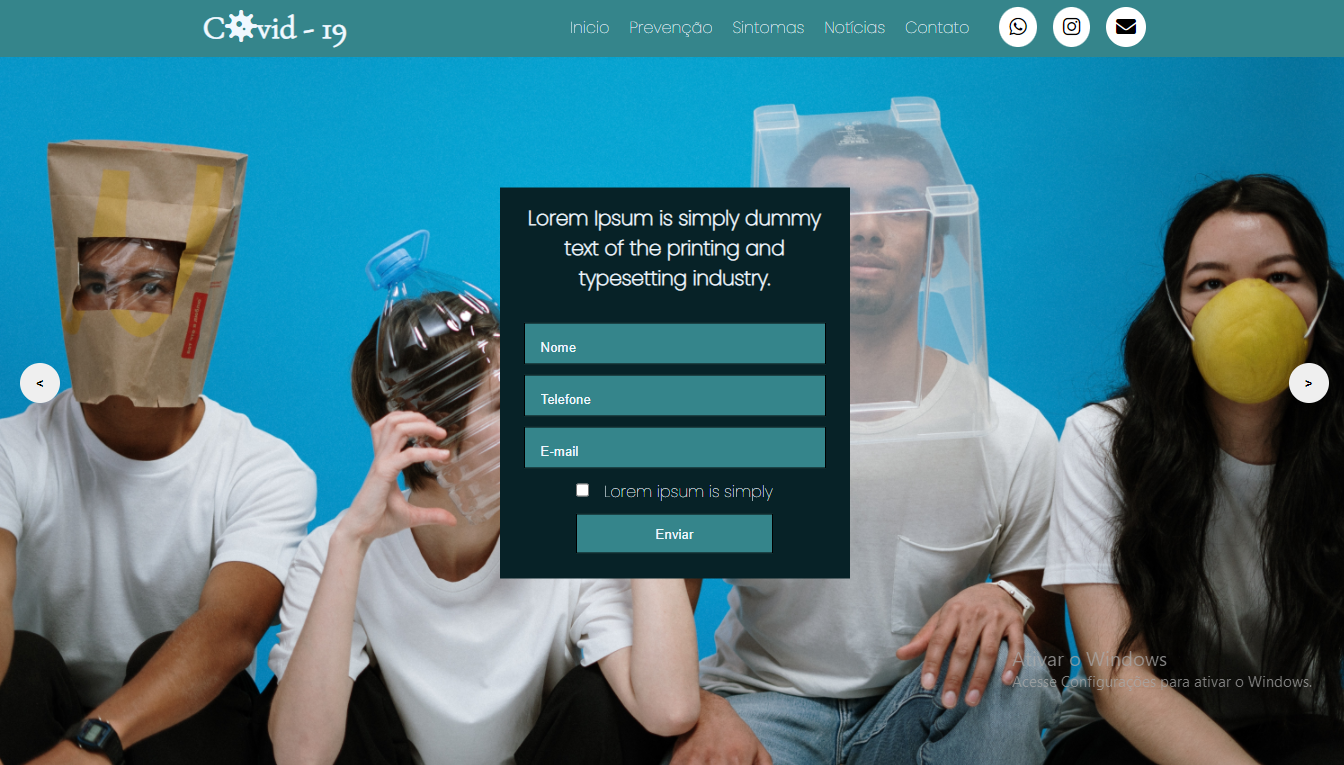 Covid - 19
Inicio Prevenção Sintomas Notícias Contato
Lorem Ipsum is simply dummy
text of the printing and
typesetting industry.
Nome
Telefone
E-mail
Lorem ipsum is simply
Enviar
<
>
Ativar o Windows
Acesse Configurações para ativar o Windows.